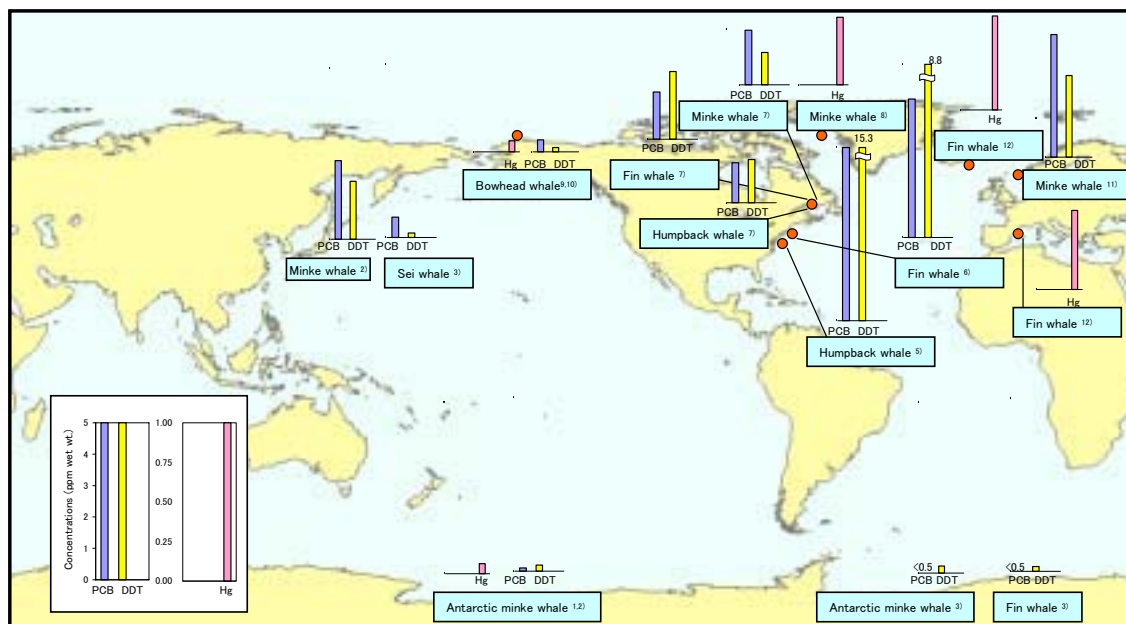 8.8
PCB DDT
Hg
Hg
Minke whale 7)
Minke whale 8)
PCB DDT
15.3
Fin whale 12)
Hg
PCB DDT
PCB DDT
Bowhead whale9,10)
Fin whale 7)
Minke whale 11)
PCB DDT
Humpback whale 7)
PCB DDT
PCB DDT
PCB DDT
Minke whale 2)
Sei whale 3)
Fin whale 6)
Hg
Fin whale 12)
PCB DDT
Humpback whale 5)
Concentrations (ppm wet wt.)
5
4
3
2
1
0
PCB DDT
1.00
0.75
0.50
0.25
0.00
Hg
Hg
PCB DDT
Antarctic minke whale 1,2)
<0.5
PCB DDT
Antarctic minke whale 3)
<0.5
PCB DDT
Fin whale 3)